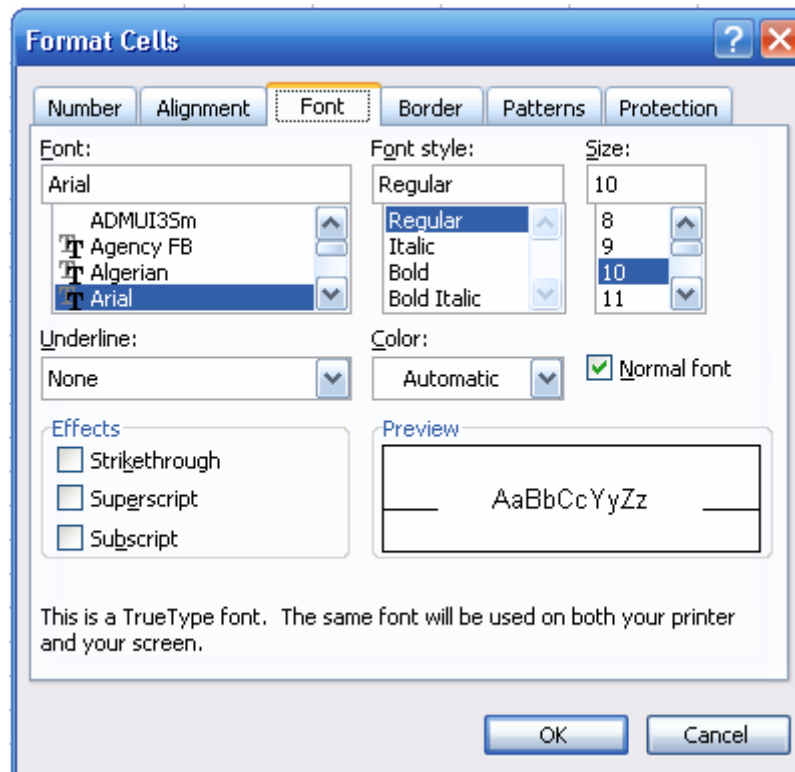 Format Cells
Number Alignment Font Border Patterns Protection
Font: Font style: Size:
Arial Regular 10
ADMUI3Sm Regular 8
Agency FB Italic 9
Algerian Bold 10
Arial Bold Italic 11
Underline: Color:
None Automatic Normal font
Effects Preview
Strikethrough
Superscript AaBbCcYyZz
Subscript
This is a TrueType font. The same font will be used on both your printer
and your screen.
OK Cancel